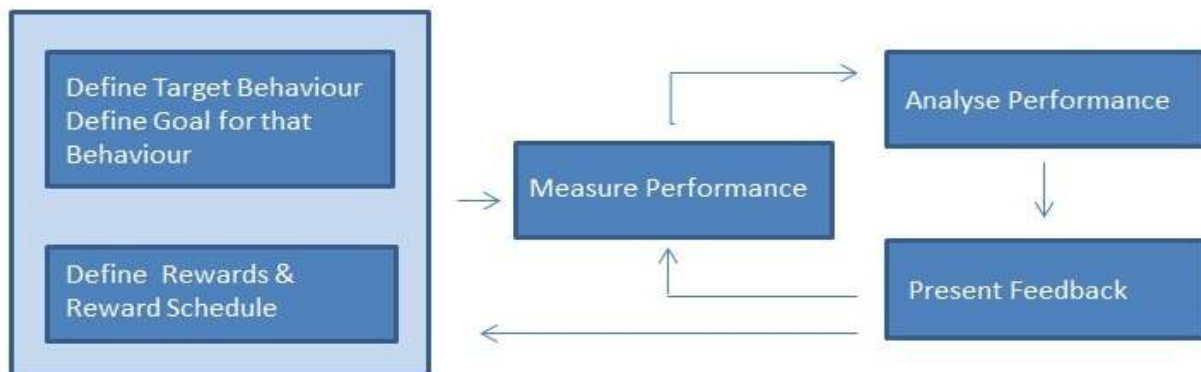 Define Target Behaviour
Define Goal for that
Behaviour
Define Rewards &
Reward Schedule
Measure Performance
Analyse Performance
Present Feedback